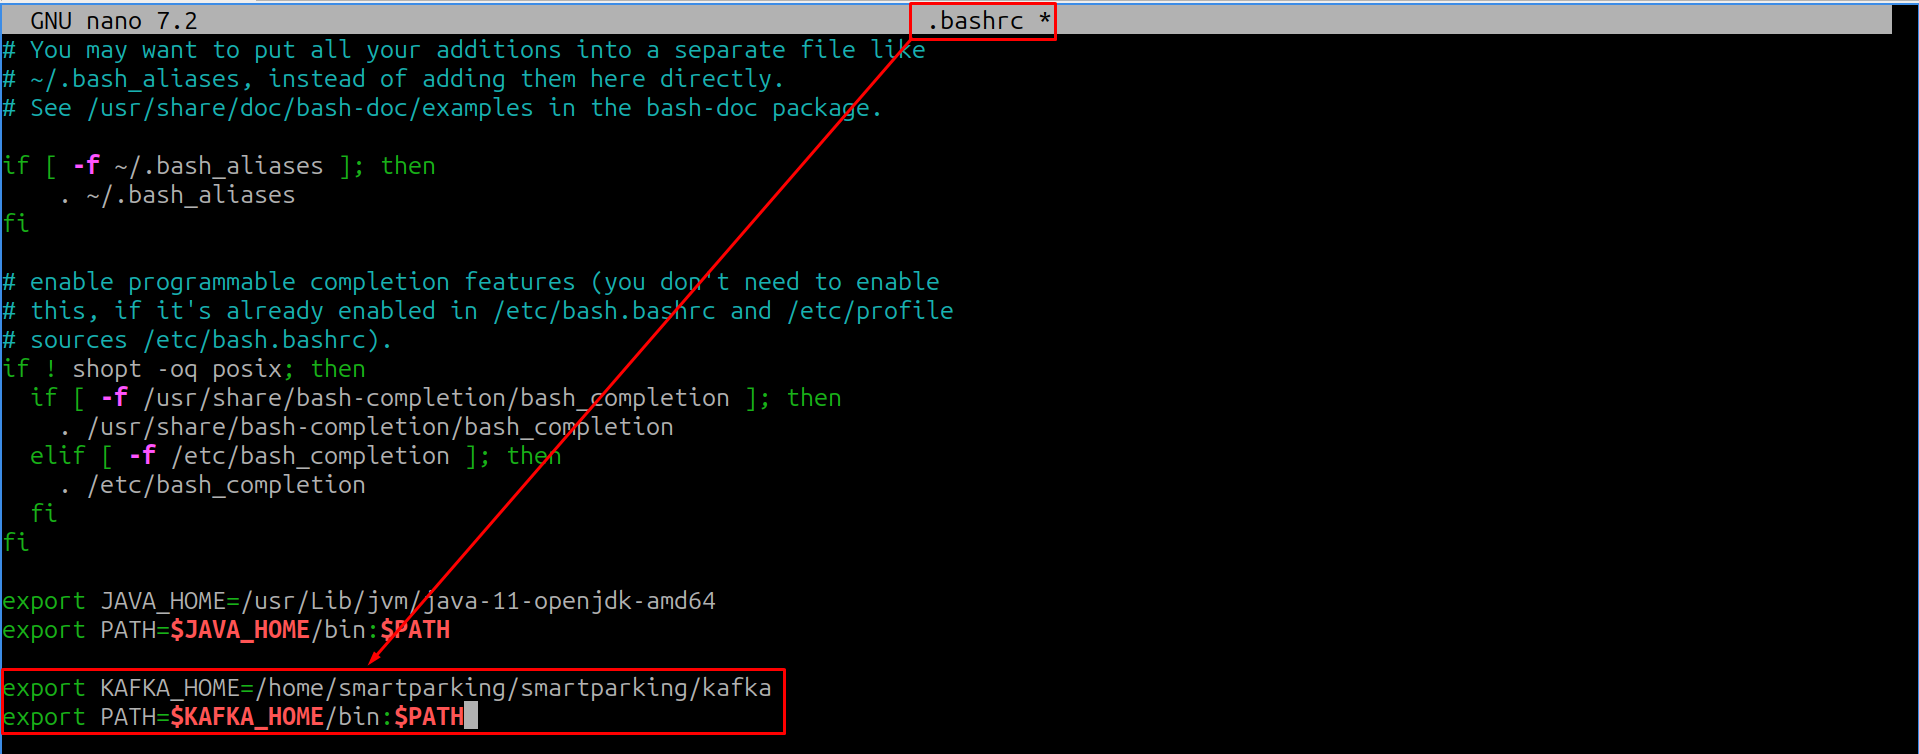 GNU nano 7.2 .bashrc *
# You may want to put all your additions into a separate file like
# ~/.bash_aliases, instead of adding them here directly.
# See /usr/share/doc/bash-doc/examples in the bash-doc package.
if [ -f ~/.bash_aliases ]; then
. ~/.bash_aliases
fi
# enable programmable completion features (you don't need to enable
# this, if it's already enabled in /etc/bash.bashrc and /etc/profile
# sources /etc/bash.bashrc).
if ! shopt -oq posix; then
if [ -f /usr/share/bash-completion/bash_completion ]; then
. /usr/share/bash-completion/bash_completion
elif [ -f /etc/bash_completion ]; then
. /etc/bash_completion
fi
fi
export JAVA_HOME=/usr/Lib/jvm/java-11-openjdk-amd64
export PATH=$JAVA_HOME/bin:$PATH
export KAFKA_HOME=/home/smartparking/smartparking/kafka
export PATH=$KAFKA_HOME/bin:$PATH